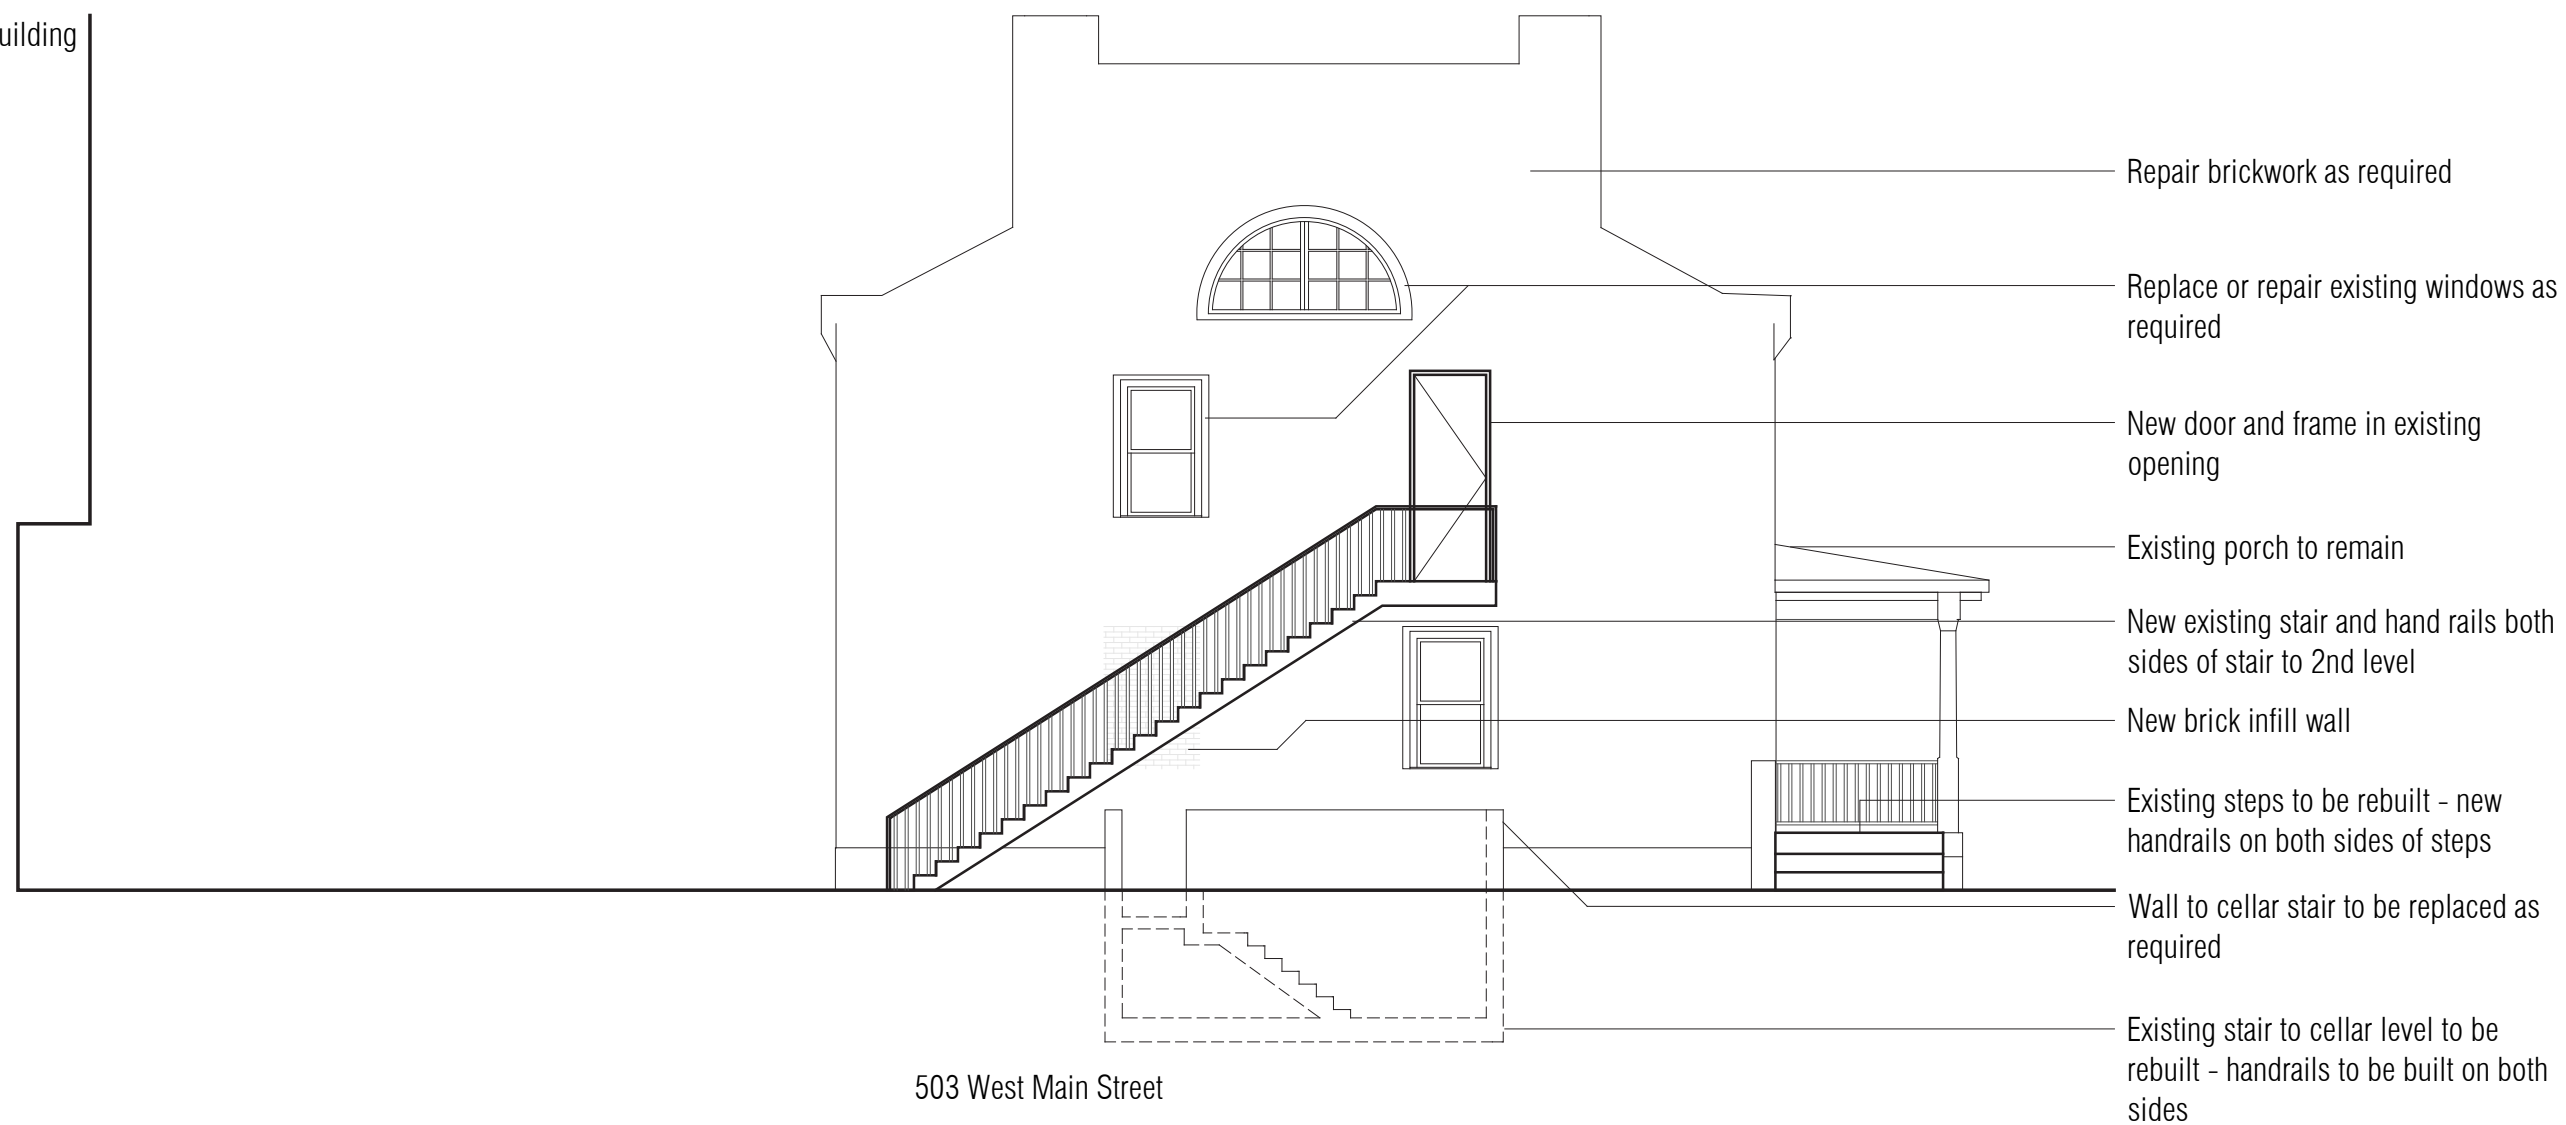 uilding
Repair brickwork as required
Replace or repair existing windows as
required
New door and frame in existing
opening
Existing porch to remain
New existing stair and hand rails both
sides of stair to 2nd level
New brick infill wall
Existing steps to be rebuilt - new
handrails on both sides of steps
Wall to cellar stair to be replaced as
required
Existing stair to cellar level to be
rebuilt - handrails to be built on both
sides
503 West Main Street